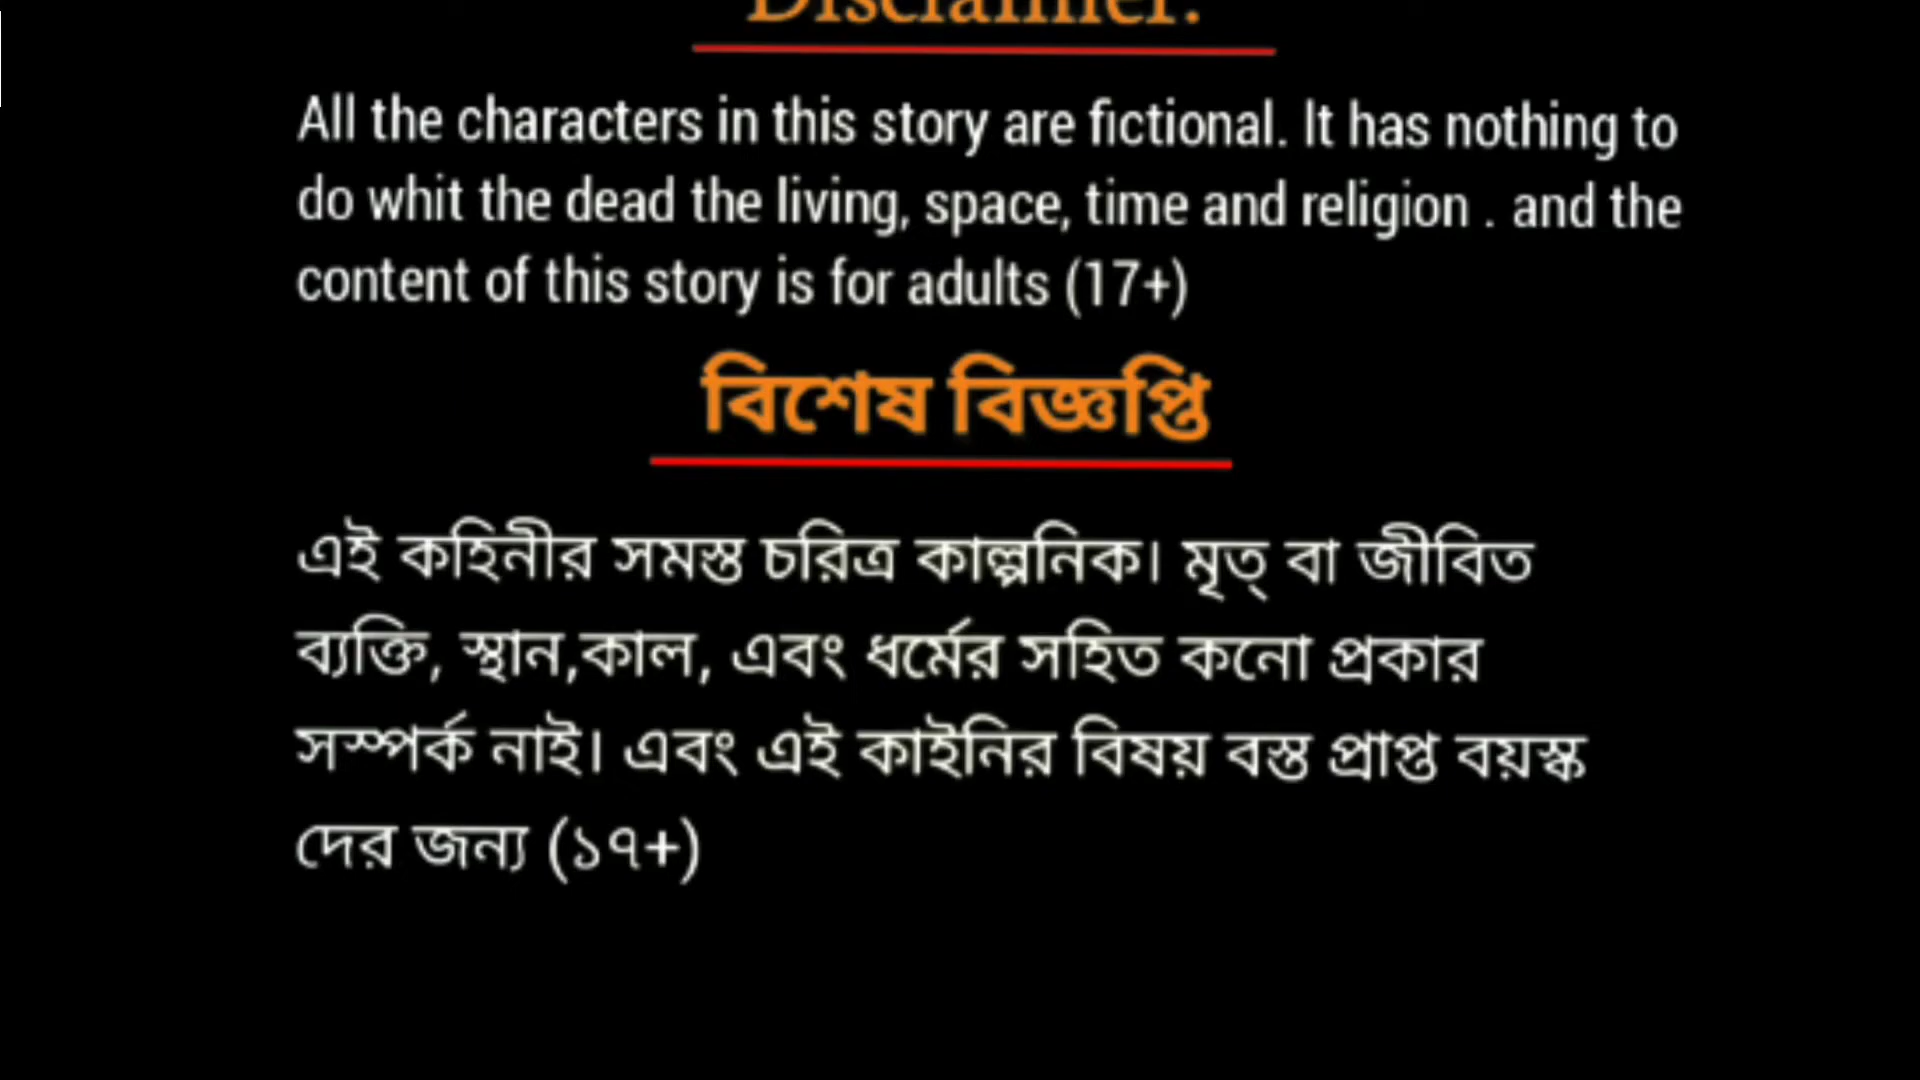 Disclaimer:
All the characters in this story are fictional. It has nothing to
do whit the dead the living, space, time and religion . and the
content of this story is for adults (17+)
বিশেষ বিজ্ঞপ্তি
এই কহিনীর সমস্ত চরিত্র কাল্পনিক। মৃত্ বা জীবিত
ব্যক্তি, স্থান,কাল, এবং ধর্মের সহিত কনো প্রকার
সম্পর্ক নাই। এবং এই কাইনির বিষয় বস্ত প্রাপ্ত বয়স্ক
দের জন্য (১৭+)